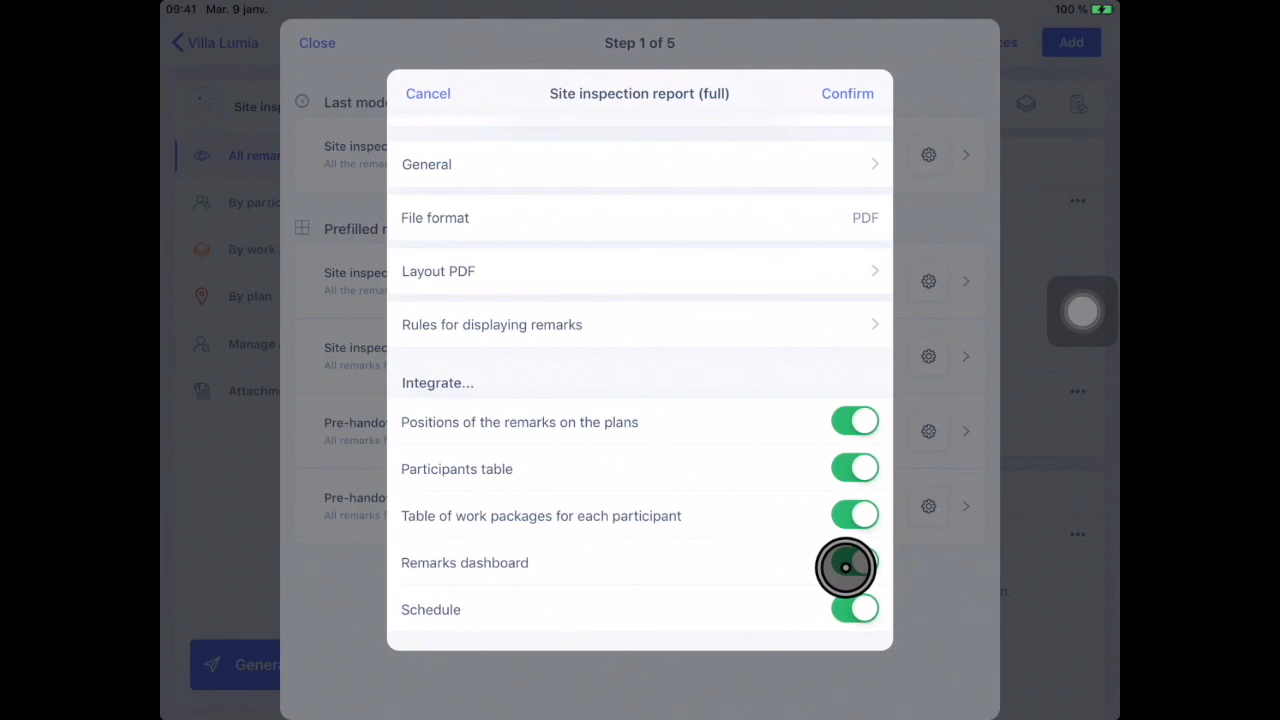 09:41 Mar. 9 janv.
100 %
Villa Lumia
Close
Step 1 of 5
Add
Cancel
Site inspection report (full)
Confirm
Last mod
Site
All remar
Site inspec
All the rema
General
By partic
File format
PDF
Prefilled
By work
Site inspec
All the rema
Layout PDF
By plan
Rules for displaying remarks
Manage
Site inspec
All remarks f
Integrate...
Attachm
Positions of the remarks on the plans
Pre-hando
All remarks f
Participants table
Pre-hando
All remarks f
Table of work packages for each participant
Remarks dashboard
Schedule
Gener